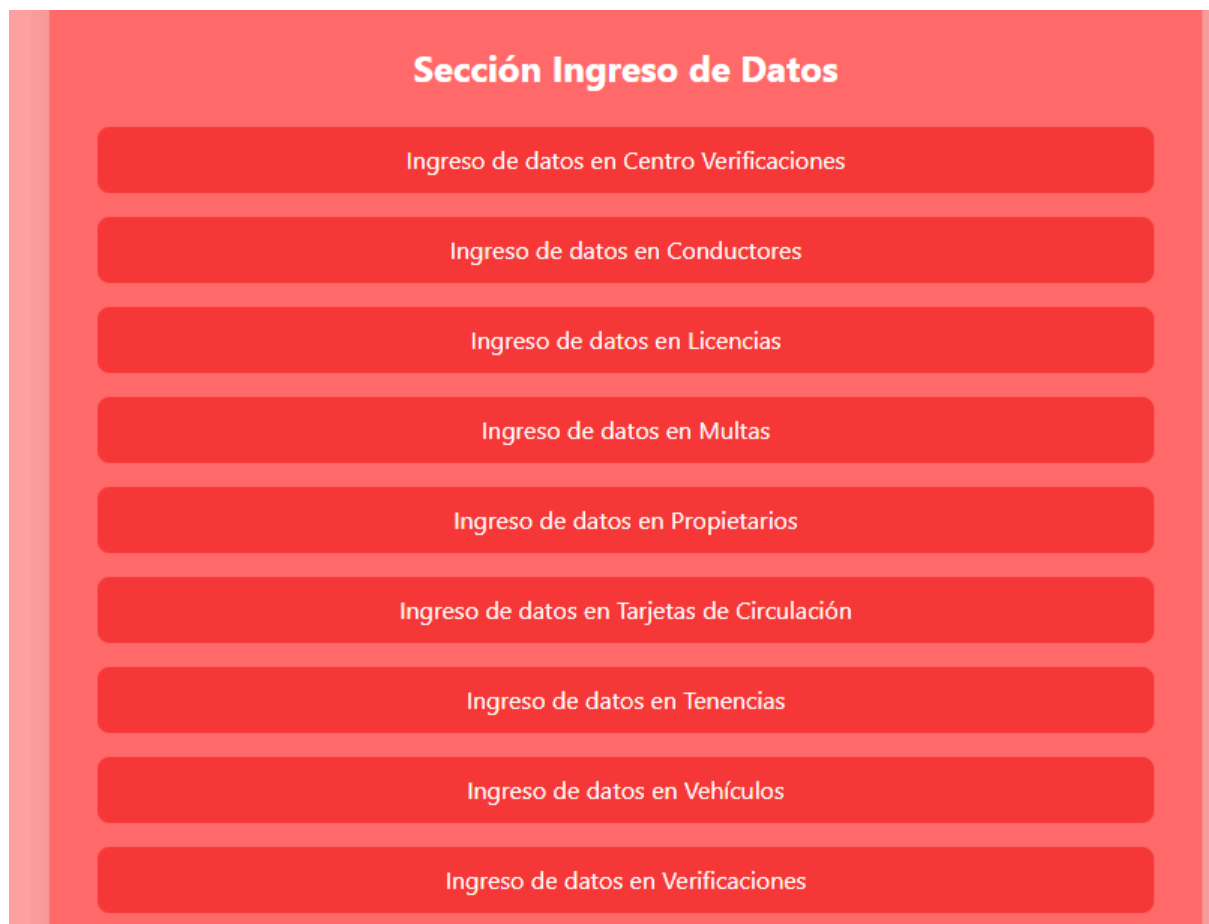 Sección Ingreso de Datos
Ingreso de datos en Centro Verificaciones
Ingreso de datos en Conductores
Ingreso de datos en Licencias
Ingreso de datos en Multas
Ingreso de datos en Propietarios
Ingreso de datos en Tarjetas de Circulación
Ingreso de datos en Tenencias
Ingreso de datos en Vehículos
Ingreso de datos en Verificaciones